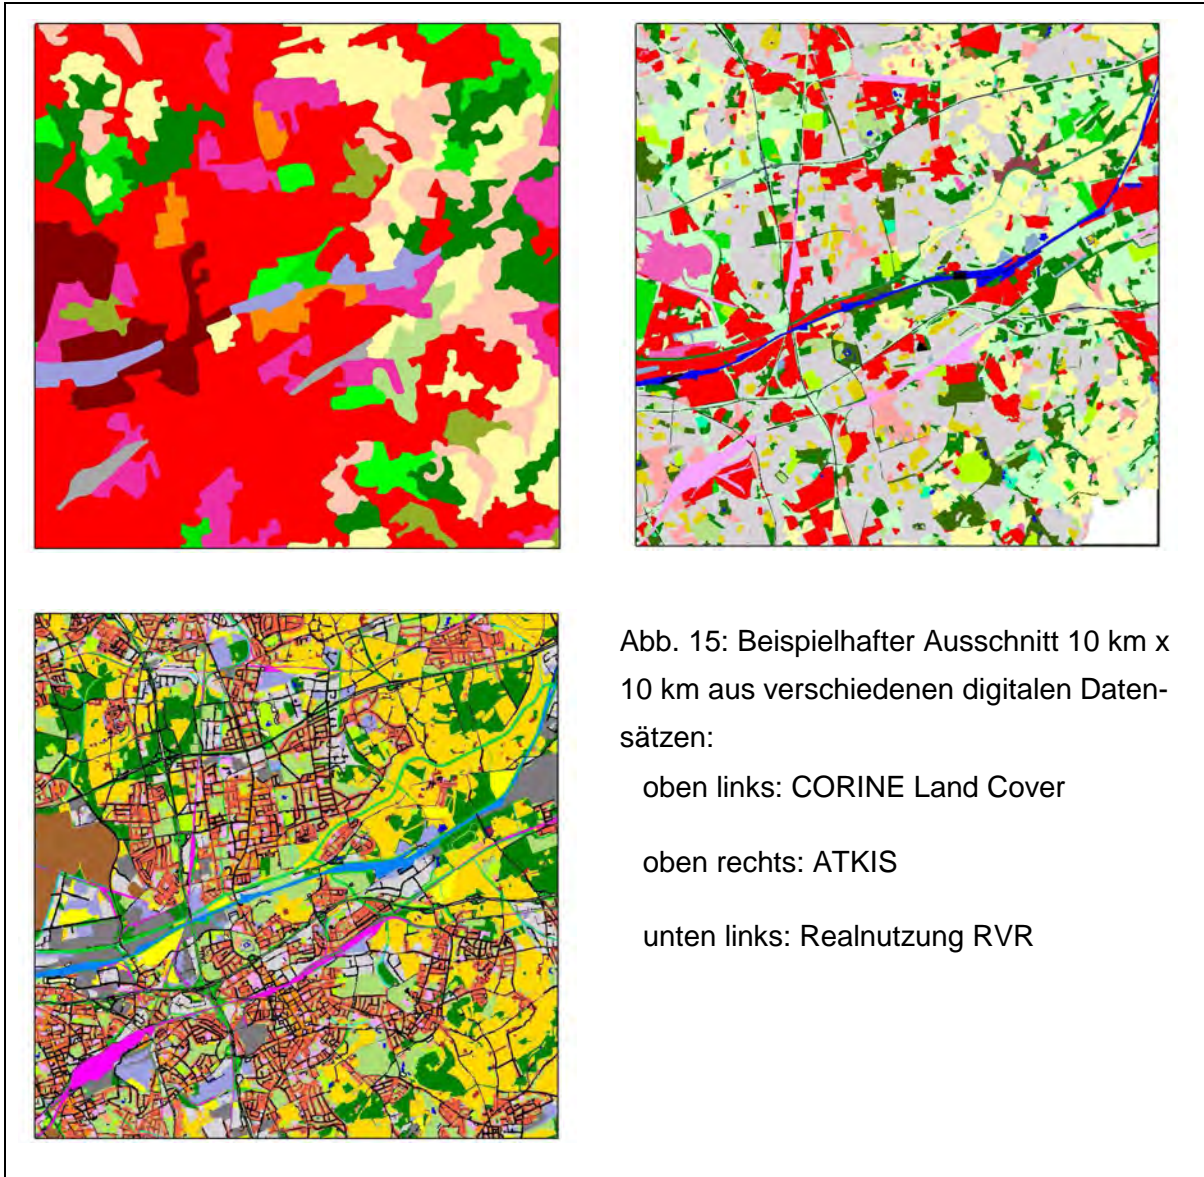 Abb. 15: Beispielhafter Ausschnitt 10 km x
10 km aus verschiedenen digitalen Daten-
sätzen:
oben links: CORINE Land Cover
oben rechts: ATKIS
unten links: Realnutzung RVR